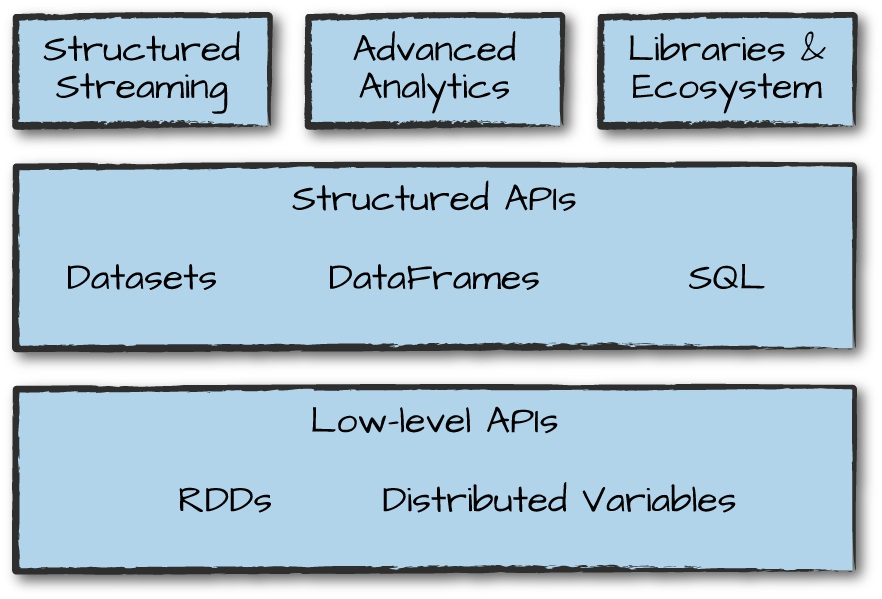 Structured
Streaming
Advanced
Analytics
Libraries &
Ecosystem
Structured APIs
Datasets DataFrames SQL
Low-level APIs
RDDs Distributed Variables